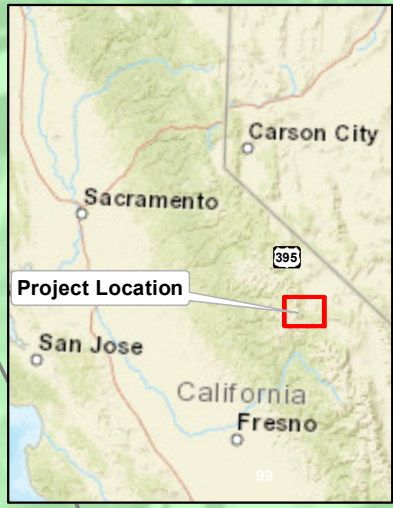 Carson City
Sacramento
395
Project Location
San Jose
California
Fresno
99